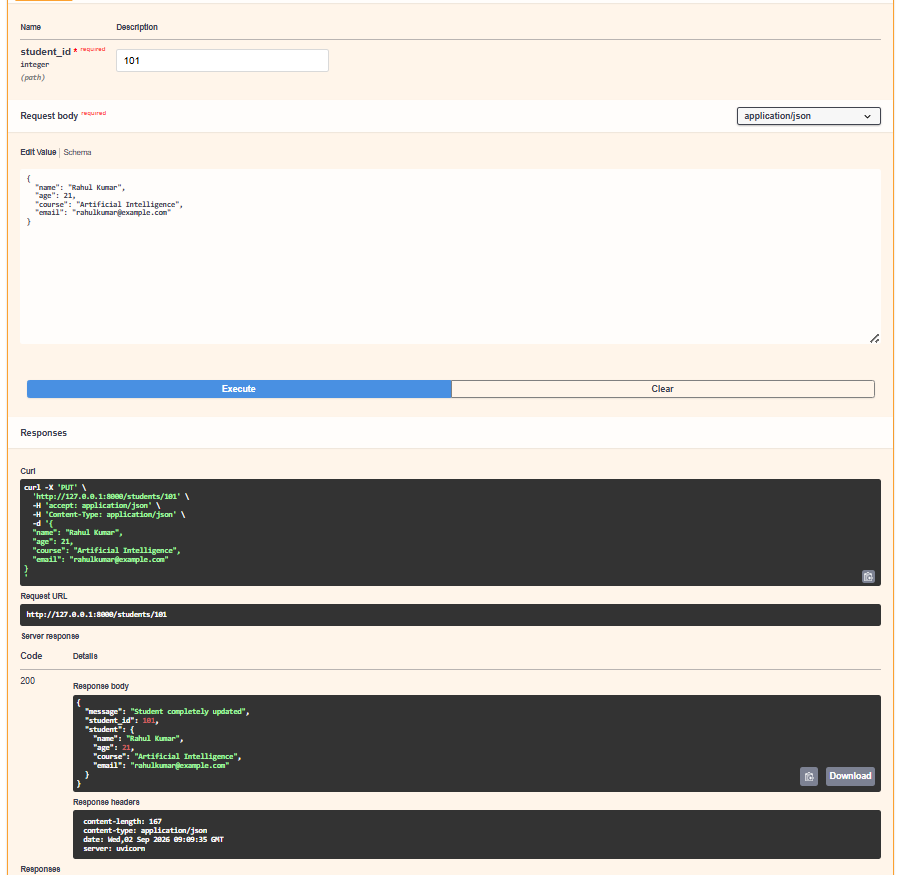 Name Description
student_id * required
integer
(path)
101
Request body required
application/json
Edit Value | Schema
{
  "name": "Rahul Kumar",
  "age": 21,
  "course": "Artificial Intelligence",
  "email": "rahulkumar@example.com"
}
Execute Clear
Responses
Curl
curl -X 'PUT' \
  'http://127.0.0.1:8000/students/101' \
  -H 'accept: application/json' \
  -H 'Content-Type: application/json' \
  -d '{
  "name": "Rahul Kumar",
  "age": 21,
  "course": "Artificial Intelligence",
  "email": "rahulkumar@example.com"
}
'
Request URL
http://127.0.0.1:8000/students/101
Server response
Code Details
200
Response body
{
  "message": "Student completely updated",
  "student_id": 101,
  "student": {
    "name": "Rahul Kumar",
    "age": 21,
    "course": "Artificial Intelligence",
    "email": "rahulkumar@example.com"
  }
}
Download
Response headers
content-length: 167
content-type: application/json
date: Wed,02 Sep 2026 09:09:35 GMT
server: uvicorn
Responses